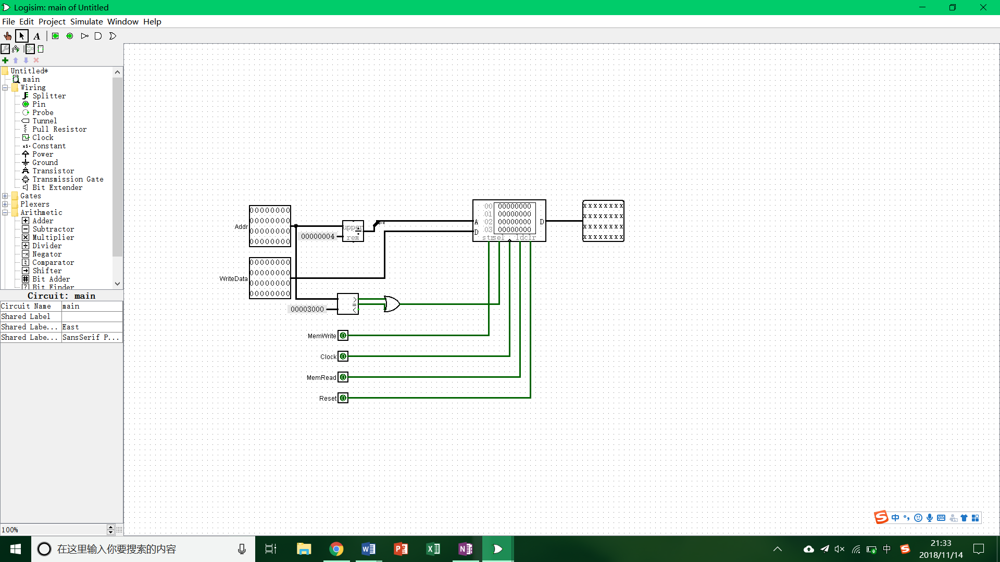 Logisim: main of Untitled
File Edit Project Simulate Window Help
A
Untitled*
main
Wiring
Splitter
Pin
Probe
Tunnel
Pull Resistor
Clock
Constant
Power
Ground
Transistor
Transmission Gate
Bit Extender
Gates
Plexers
Arithmetic
Adder
Subtractor
Multiplier
Divider
Negator
Comparator
Shifter
Bit Adder
Bit Finder
Circuit: main
Circuit Name main
Shared Label
Shared Labe... East
Shared Labe... SansSerif P...
100%
Addr
00000000
00000000
00000000
00000000
WriteData
00000000
00000000
00000000
00000000
00000004
upper
rem
00003000
>
=
<
MemWrite 0
Clock 0
MemRead 0
Reset 0
00 00000000
01 00000000
02 00000000
03 00000000
A
D
D
str sel ld clr
xxxxxxxx
xxxxxxxx
xxxxxxxx
xxxxxxxx
中
在这里输入你要搜索的内容
中
21:33
2018/11/14